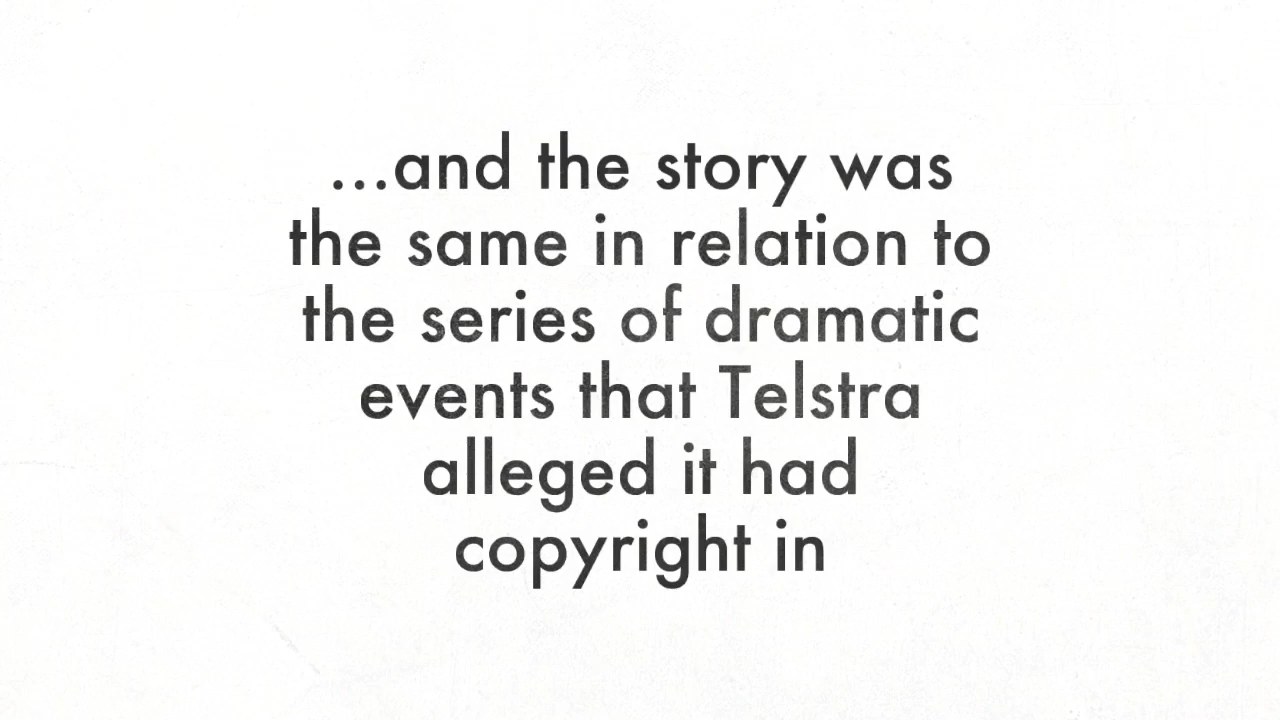 ...and the story was
the same in relation to
the series of dramatic
events that Telstra
alleged it had
copyright in